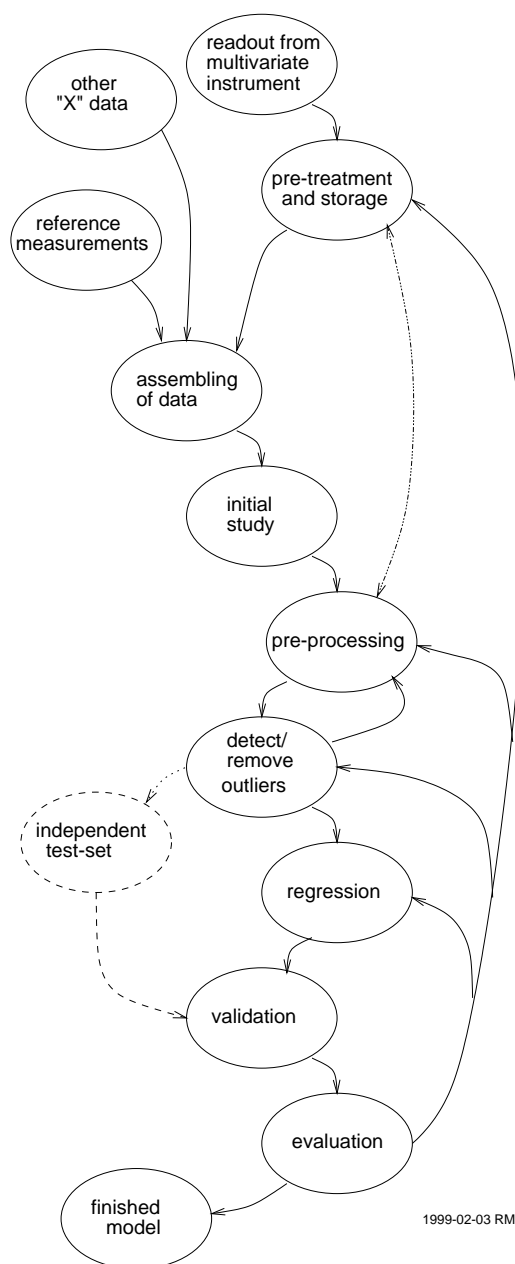 readout from
multivariate
instrument
other
"X" data
pre-treatment
and storage
reference
measurements
assembling
of data
initial
study
pre-processing
detect/
remove
outliers
independent
test-set
regression
validation
evaluation
finished
model
1999-02-03 RM